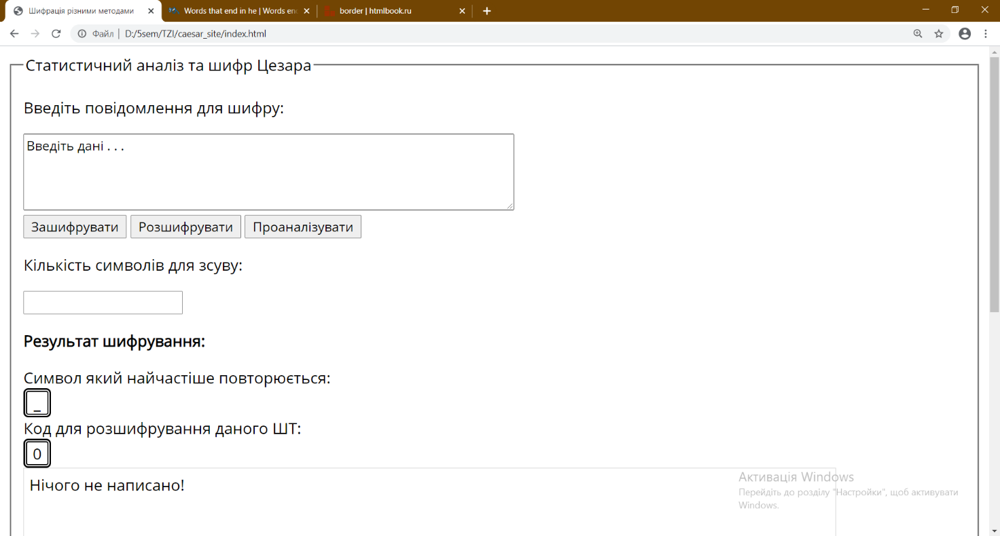 Шифрація різними методами
Words that end in he | Words en
border | htmlbook.ru
Файл | D:/5sem/TZI/caesar_site/index.html
Статистичний аналіз та шифр Цезара
Введіть повідомлення для шифру:
Введіть дані . . .
Зашифрувати Розшифрувати Проаналізувати
Кількість символів для зсуву:
Результат шифрування:
Символ який найчастіше повторюється:
_
Код для розшифрування даного ШТ:
0
Нічого не написано!
Активація Windows
Перейдіть до розділу "Настройки", щоб активувати
Windows.